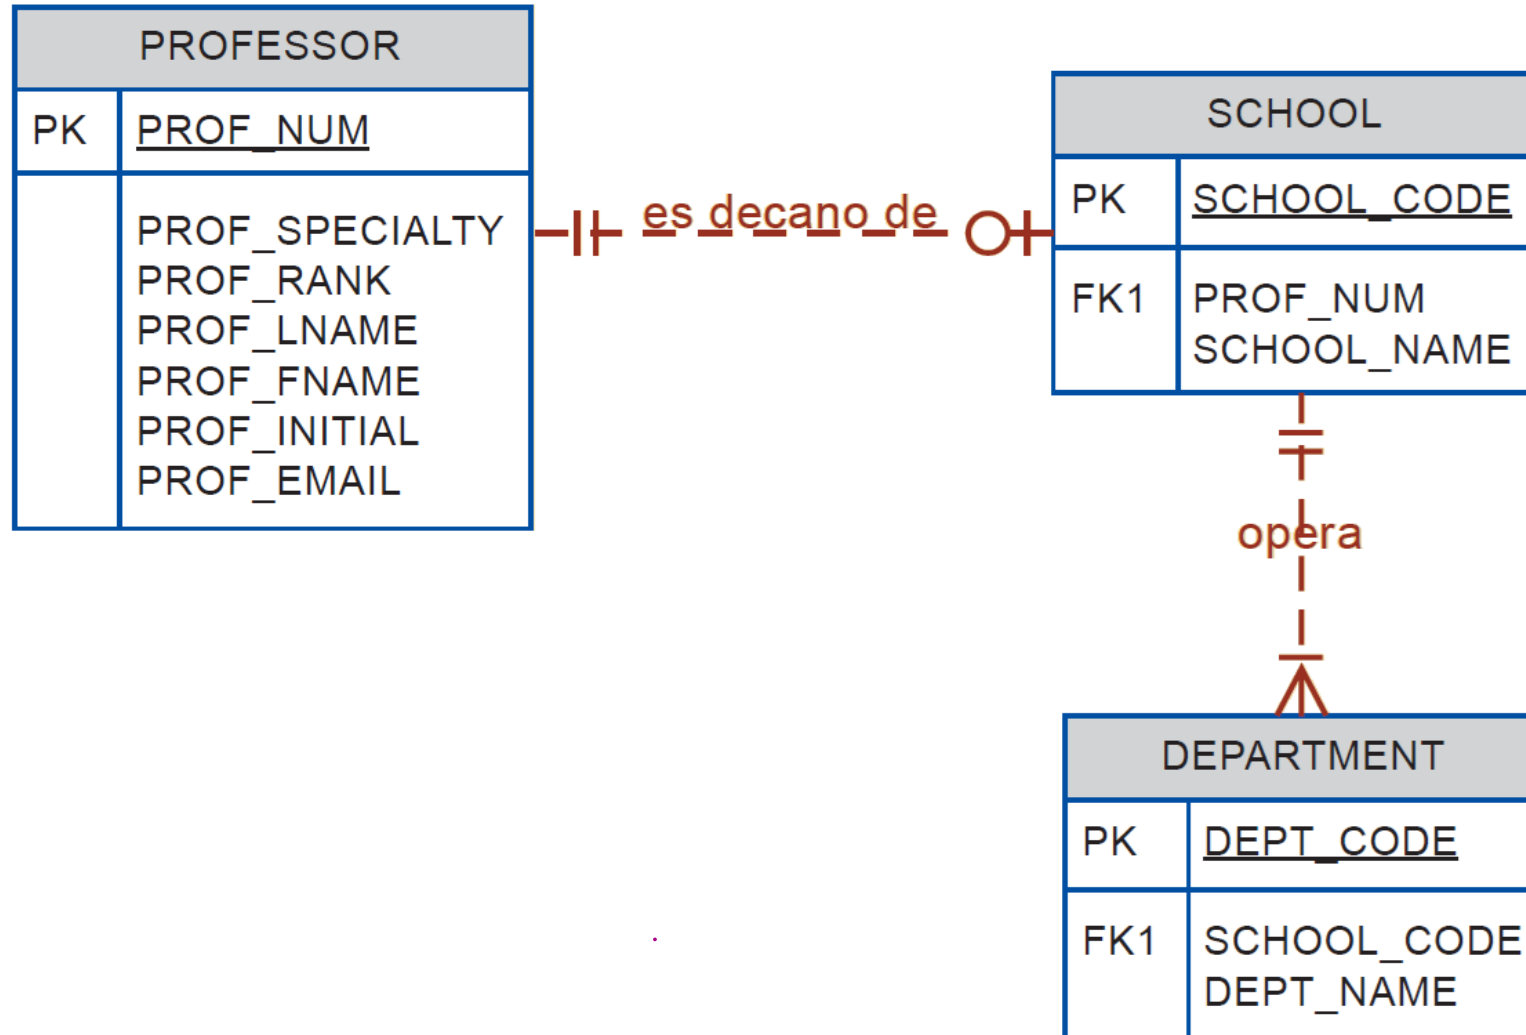 PROFESSOR
PK PROF_NUM
PROF_SPECIALTY
PROF_RANK
PROF_LNAME
PROF_FNAME
PROF_INITIAL
PROF_EMAIL
es decano de
SCHOOL
PK SCHOOL_CODE
FK1 PROF_NUM
SCHOOL_NAME
opera
DEPARTMENT
PK DEPT_CODE
FK1 SCHOOL_CODE
DEPT_NAME